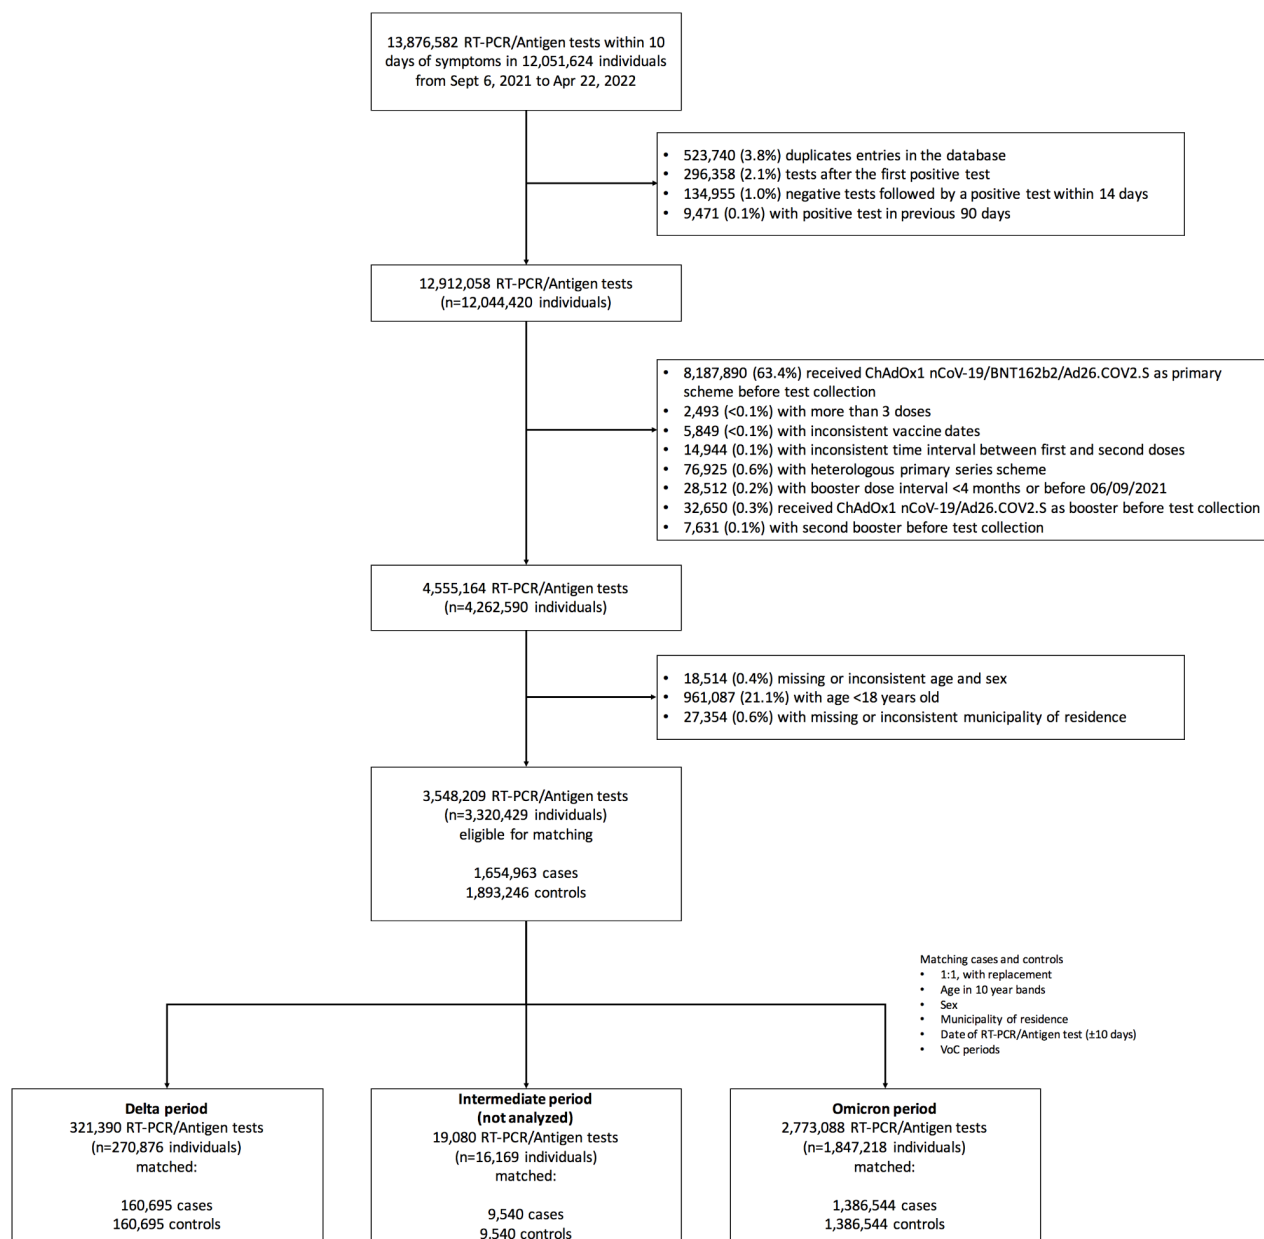 13,876,582 RT-PCR/Antigen tests within 10
days of symptoms in 12,051,624 individuals
from Sept 6, 2021 to Apr 22, 2022
• 523,740 (3.8%) duplicates entries in the database
• 296,358 (2.1%) tests after the first positive test
• 134,955 (1.0%) negative tests followed by a positive test within 14 days
• 9,471 (0.1%) with positive test in previous 90 days
12,912,058 RT-PCR/Antigen tests
(n=12,044,420 individuals)
• 8,187,890 (63.4%) received ChAdOx1 nCoV-19/BNT162b2/Ad26.COV2.S as primary
scheme before test collection
• 2,493 (<0.1%) with more than 3 doses
• 5,849 (<0.1%) with inconsistent vaccine dates
• 14,944 (0.1%) with inconsistent time interval between first and second doses
• 76,925 (0.6%) with heterologous primary series scheme
• 28,512 (0.2%) with booster dose interval <4 months or before 06/09/2021
• 32,650 (0.3%) received ChAdOx1 nCoV-19/Ad26.COV2.S as booster before test collection
• 7,631 (0.1%) with second booster before test collection
4,555,164 RT-PCR/Antigen tests
(n=4,262,590 individuals)
• 18,514 (0.4%) missing or inconsistent age and sex
• 961,087 (21.1%) with age <18 years old
• 27,354 (0.6%) with missing or inconsistent municipality of residence
3,548,209 RT-PCR/Antigen tests
(n=3,320,429 individuals)
eligible for matching
1,654,963 cases
1,893,246 controls
Matching cases and controls
• 1:1, with replacement
• Age in 10 year bands
• Sex
• Municipality of residence
• Date of RT-PCR/Antigen test (±10 days)
• VoC periods
Delta period
321,390 RT-PCR/Antigen tests
(n=270,876 individuals)
matched:
160,695 cases
160,695 controls
Intermediate period
(not analyzed)
19,080 RT-PCR/Antigen tests
(n=16,169 individuals)
matched:
9,540 cases
9,540 controls
Omicron period
2,773,088 RT-PCR/Antigen tests
(n=1,847,218 individuals)
matched:
1,386,544 cases
1,386,544 controls